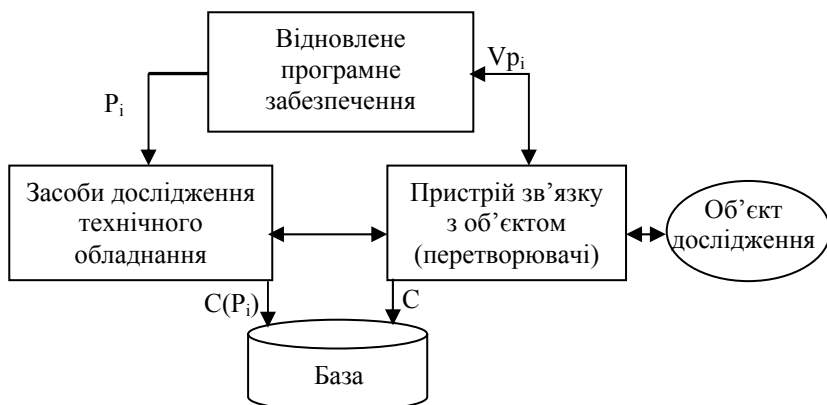 Відновлене
програмне
забезпечення
Vpᵢ
Pᵢ
Засоби дослідження
технічного
обладнання
Пристрій зв’язку
з об’єктом
(перетворювачі)
Об’єкт
дослідження
C(Pᵢ)
C
База